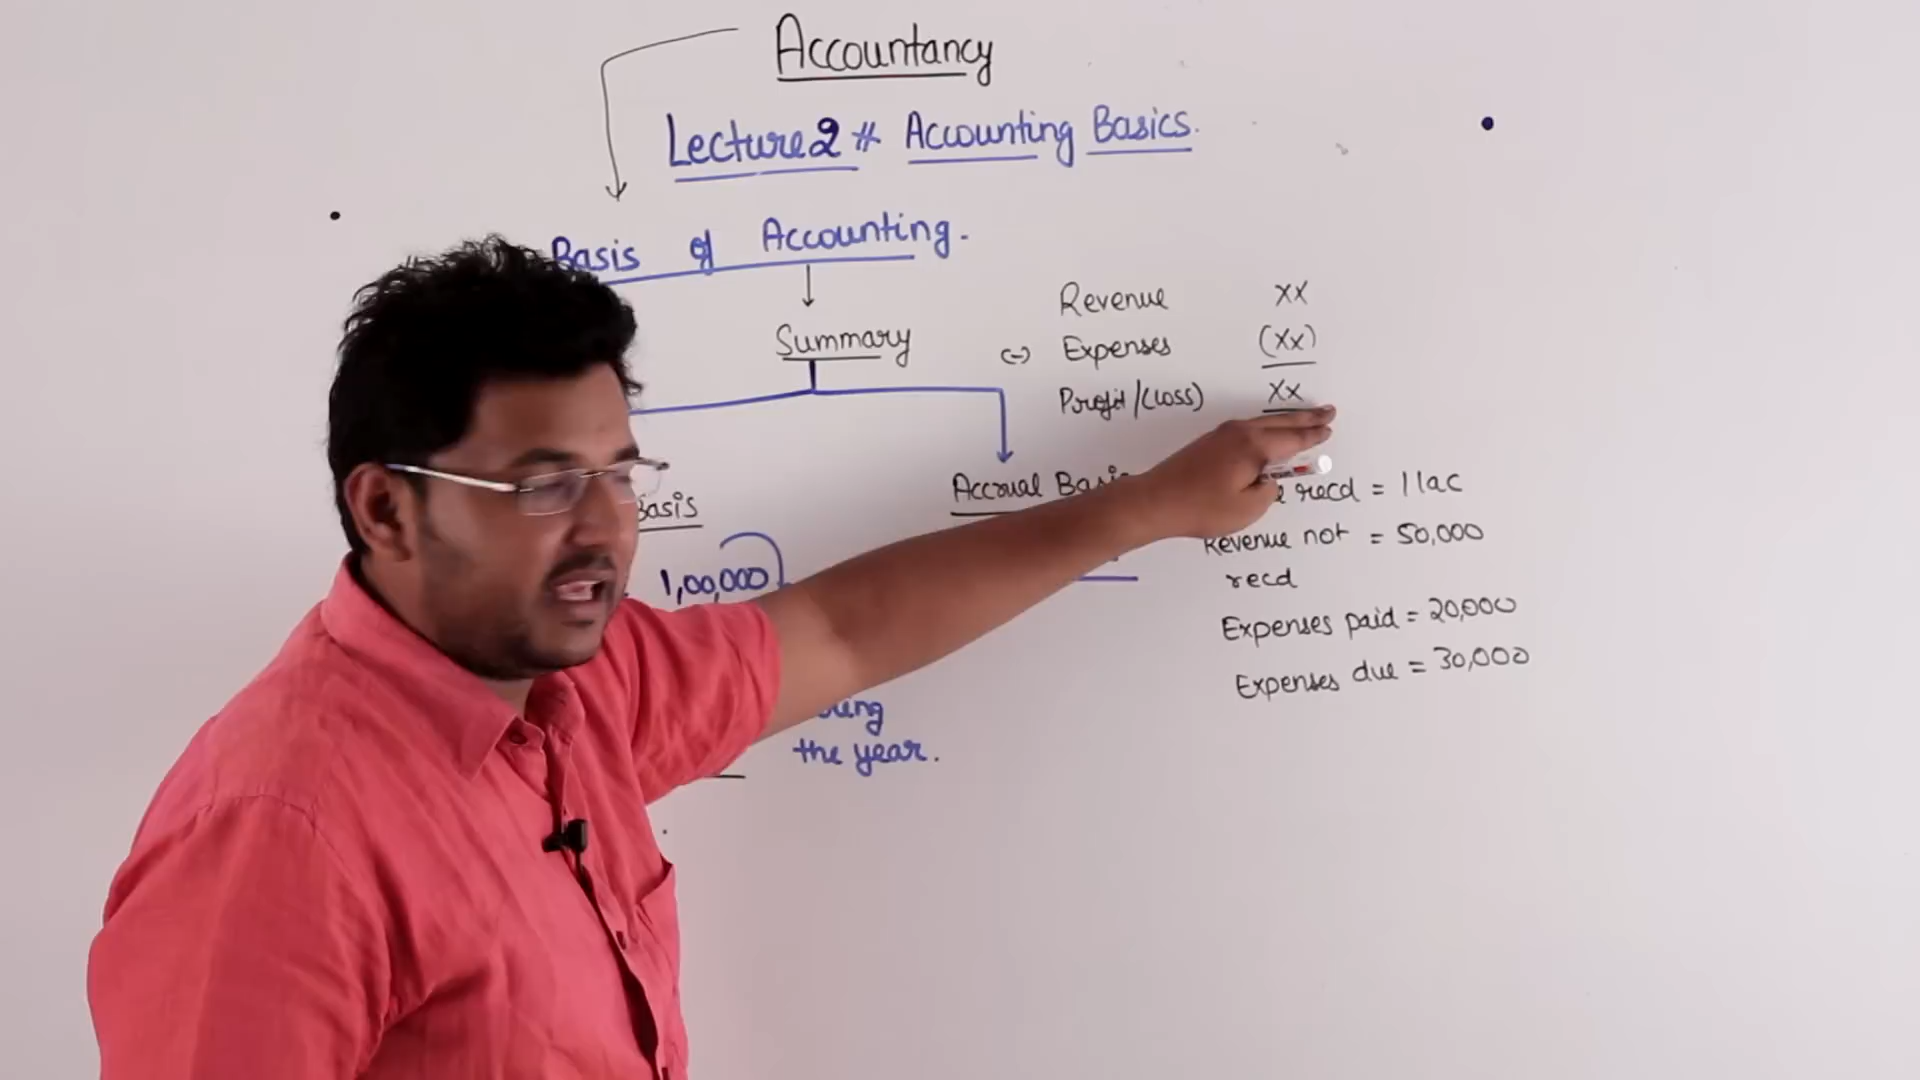 Accountancy
Lecture 2 # Accounting Basics.
Basis of Accounting.
Summary
Revenue XX
(-) Expenses (XX)
Profit/(Loss) XX
Basis
Accrual Basis
recd = 1 lac
1,00,000
Revenue not = 50,000
recd
Expenses paid = 20,000
Expenses due = 30,000
the year.